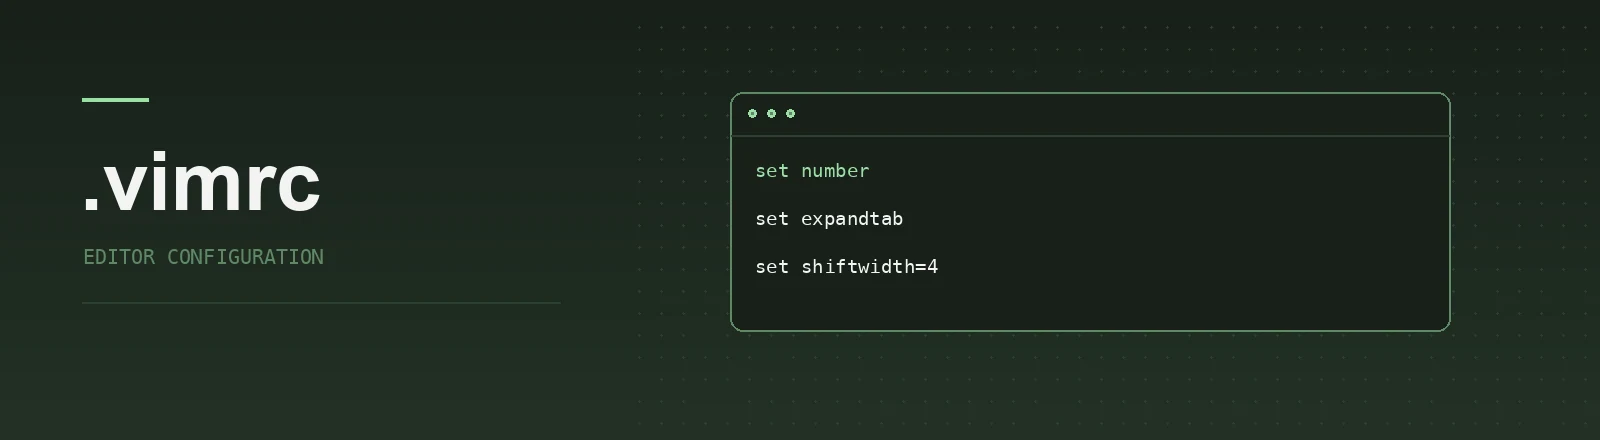 .vimrc
EDITOR CONFIGURATION
set number
set expandtab
set shiftwidth=4